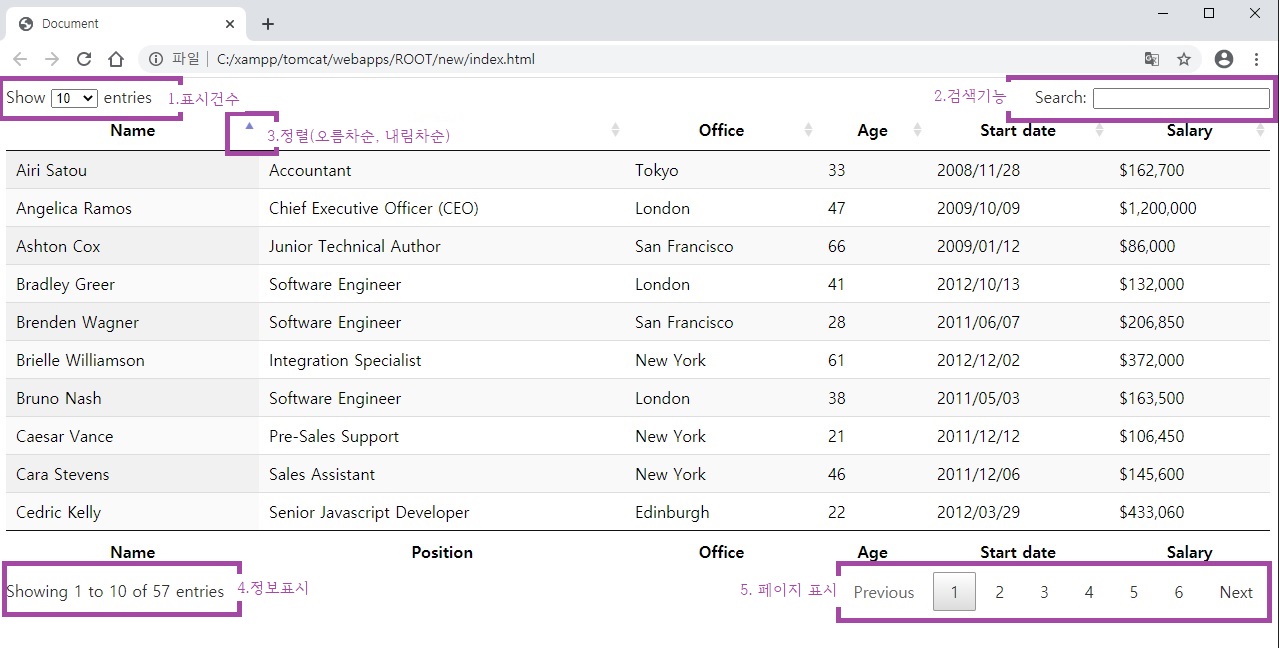 Document
파일 C:/xampp/tomcat/webapps/ROOT/new/index.html
Show 10 entries 1.표시건수 2.검색기능 Search:
Name 3.정렬(오름차순, 내림차순) Office Age Start date Salary
Airi Satou Accountant Tokyo 33 2008/11/28 $162,700
Angelica Ramos Chief Executive Officer (CEO) London 47 2009/10/09 $1,200,000
Ashton Cox Junior Technical Author San Francisco 66 2009/01/12 $86,000
Bradley Greer Software Engineer London 41 2012/10/13 $132,000
Brenden Wagner Software Engineer San Francisco 28 2011/06/07 $206,850
Brielle Williamson Integration Specialist New York 61 2012/12/02 $372,000
Bruno Nash Software Engineer London 38 2011/05/03 $163,500
Caesar Vance Pre-Sales Support New York 21 2011/12/12 $106,450
Cara Stevens Sales Assistant New York 46 2011/12/06 $145,600
Cedric Kelly Senior Javascript Developer Edinburgh 22 2012/03/29 $433,060
Name Position Office Age Start date Salary
Showing 1 to 10 of 57 entries 4.정보표시 5. 페이지 표시 Previous 1 2 3 4 5 6 Next